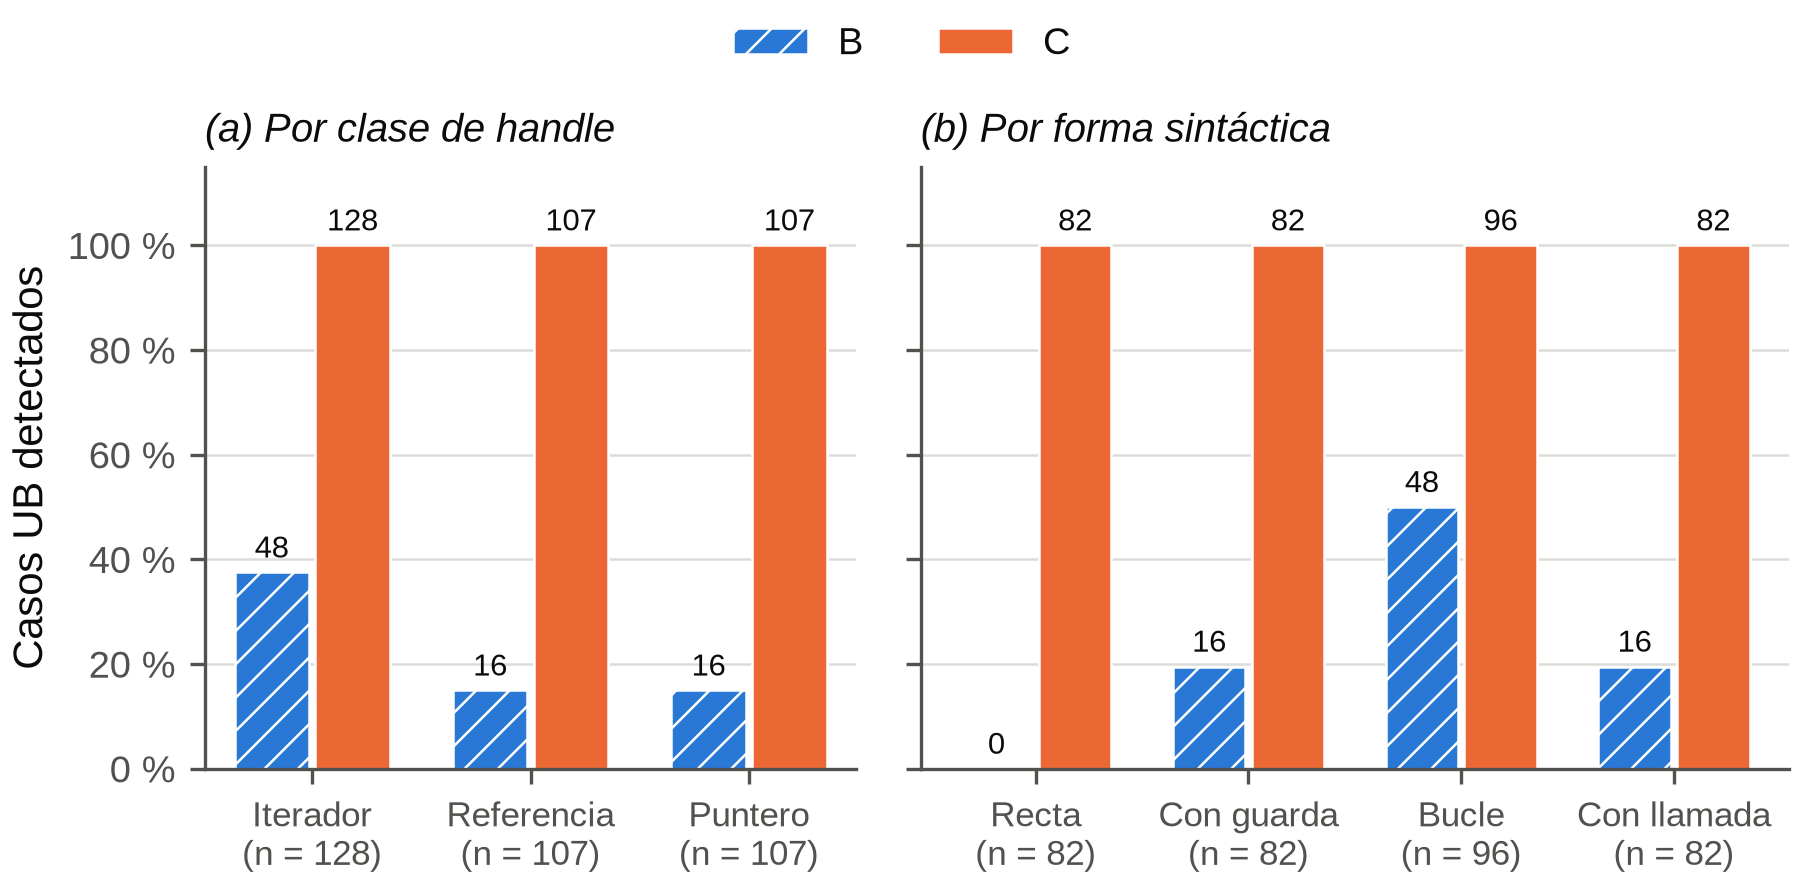 B C
(a) Por clase de handle
Casos UB detectados
100 %
80 %
60 %
40 %
20 %
0 %
128
107
107
48
16
16
Iterador
(n = 128)
Referencia
(n = 107)
Puntero
(n = 107)
(b) Por forma sintáctica
82
82
96
82
0
16
48
16
Recta
(n = 82)
Con guarda
(n = 82)
Bucle
(n = 96)
Con llamada
(n = 82)